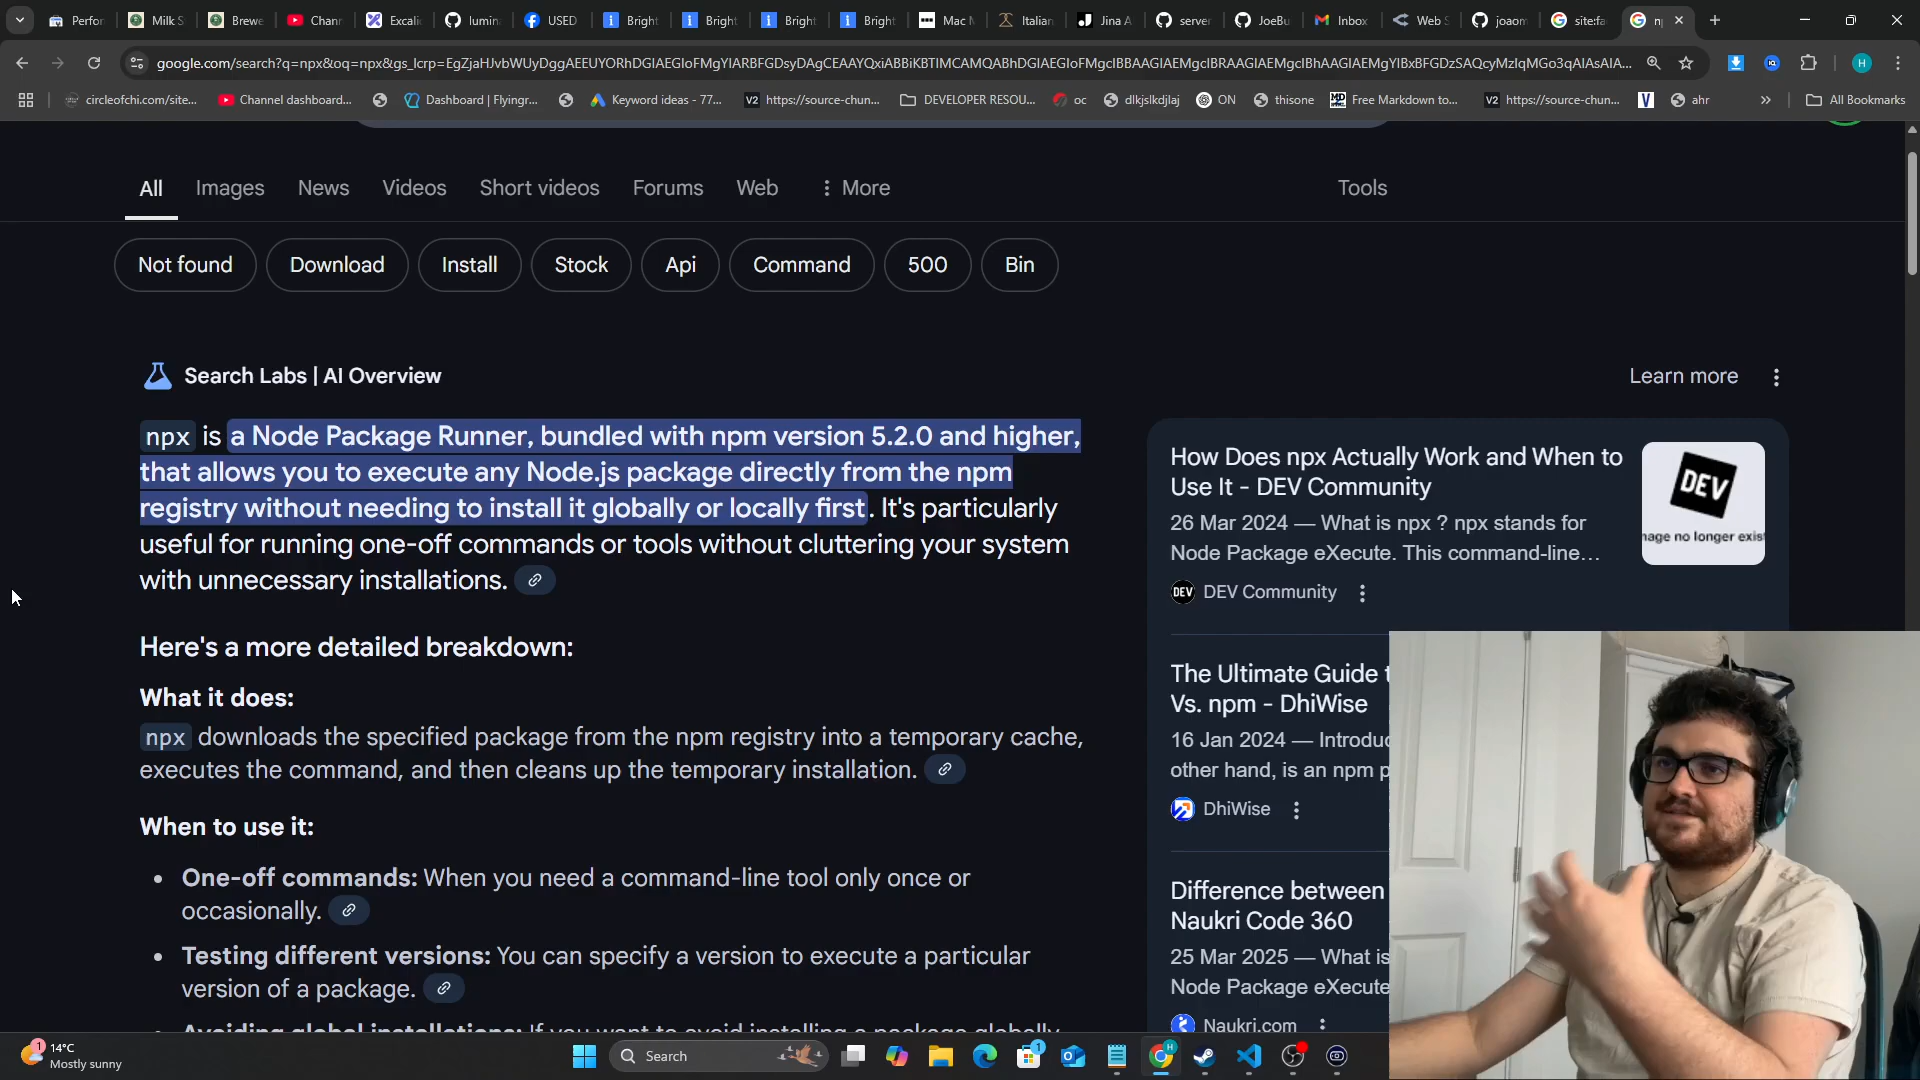 Perfor
Milk S
Brewe
Chann
Excali
lumin
USED
Bright
Bright
Bright
Bright
Mac M
Italian
Jina A
server
JoeBu
Inbox
Web S
joaom
site:fa
google.com/search?q=npx&oq=npx&gs_lcrp=
circleofchi.com/site...
Channel dashboard...
Dashboard | Flyingr...
Keyword ideas - 77...
https://source-chun...
DEVELOPER RESOU...
oc
dlkjslkdjlaj
ON
thisone
Free Markdown to...
https://source-chun...
ahr
All Bookmarks
All
Images
News
Videos
Short videos
Forums
Web
More
Tools
Not found
Download
Install
Stock
Api
Command
500
Bin
Search Labs | AI Overview
Learn more
npx is a Node Package Runner, bundled with npm version 5.2.0 and higher,
that allows you to execute any Node.js package directly from the npm
registry without needing to install it globally or locally first. It's particularly
useful for running one-off commands or tools without cluttering your system
with unnecessary installations.
Here's a more detailed breakdown:
What it does:
npx downloads the specified package from the npm registry into a temporary cache,
executes the command, and then cleans up the temporary installation.
When to use it:
One-off commands: When you need a command-line tool only once or
occasionally.
Testing different versions: You can specify a version to execute a particular
version of a package.
Avoiding global installations: If you want to avoid installing a package globally
How Does npx Actually Work and When to
Use It - DEV Community
26 Mar 2024 — What is npx ? npx stands for
Node Package eXecute. This command-line...
DEV Community
DEV
nage no longer exist
The Ultimate Guide t
Vs. npm - DhiWise
16 Jan 2024 — Introduc
other hand, is an npm p
DhiWise
Difference between
Naukri Code 360
25 Mar 2025 — What is
Node Package eXecute
Naukri.com
1
14°C
Mostly sunny
Search
1